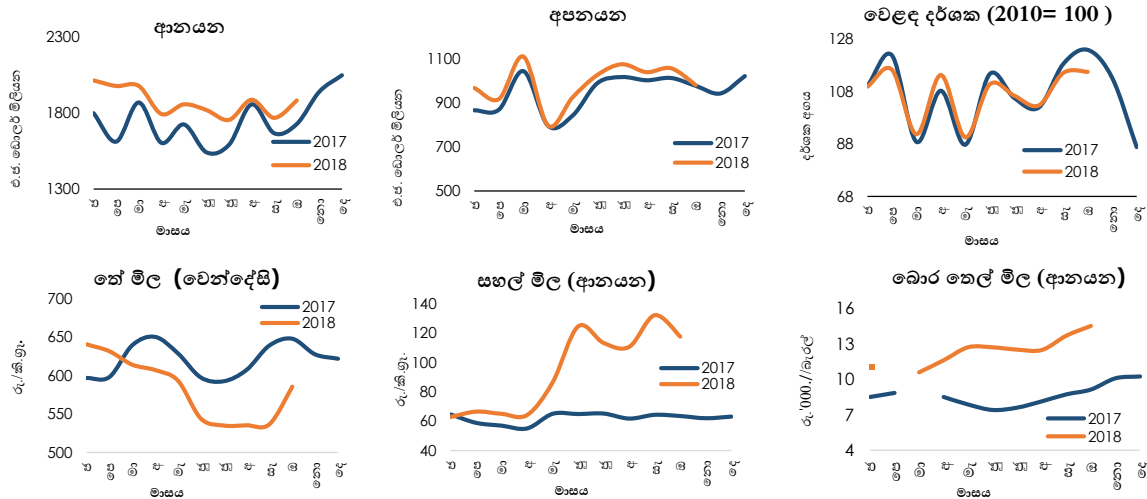 ආනයන
එ.ජ. ඩොලර් මිලියන
2300
1800
1300
2017
2018
ජ පෙ මා අ මැ ජූ ජූ අ සැ ඔ නො දෙ
මාසය
අපනයන
එ.ජ. ඩොලර් මිලියන
1100
900
700
500
2017
2018
ජ පෙ මා අ මැ ජූ ජූ අ සැ ඔ නො දෙ
මාසය
වෙළඳ දර්ශක (2010= 100 )
දර්ශක අගය
128
108
88
68
2017
2018
ජ පෙ මා අ මැ ජූ ජූ අ සැ ඔ නො දෙ
මාසය
තේ මිල (වෙන්දේසි)
රු./කි.ග්‍රෑ.
700
650
600
550
500
2017
2018
ජ පෙ මා අ මැ ජූ ජූ අ සැ ඔ නො දෙ
මාසය
සහල් මිල (ආනයන)
රු./කි.ග්‍රෑ.
140
120
100
80
60
40
2017
2018
ජ පෙ මා අ මැ ජූ ජූ අ සැ ඔ නො දෙ
මාසය
බොර තෙල් මිල (ආනයන)
රු.'000.//බැරල්
16
13
10
7
4
2017
2018
ජ පෙ මා අ මැ ජූ ජූ අ සැ ඔ නො දෙ
මාසය